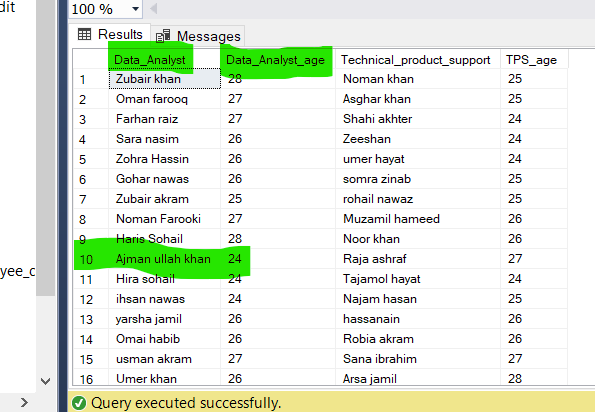 dit
100 %
Results Messages
Data_Analyst Data_Analyst_age Technical_product_support TPS_age
1 Zubair khan 28 Noman khan 25
2 Oman farooq 27 Asghar khan 25
3 Farhan raiz 27 Shahi akhter 24
4 Sara nasim 26 Zeeshan 24
5 Zohra Hassin 26 umer hayat 24
6 Gohar nawas 26 somra zinab 25
7 Zubair akram 25 rohail nawaz 25
8 Noman Farooki 27 Muzamil hameed 26
9 Haris Sohail 28 Noor khan 26
10 Ajman ullah khan 24 Raja ashraf 27
11 Hira sohail 24 Tajamol hayat 24
12 ihsan nawas 24 Najam hasan 25
13 yarsha jamil 26 hassanain 26
14 Omai habib 26 Robia akram 26
15 usman akram 27 Sana ibrahim 27
16 Umer khan 26 Arsa jamil 28
yee_c
Query executed successfully.